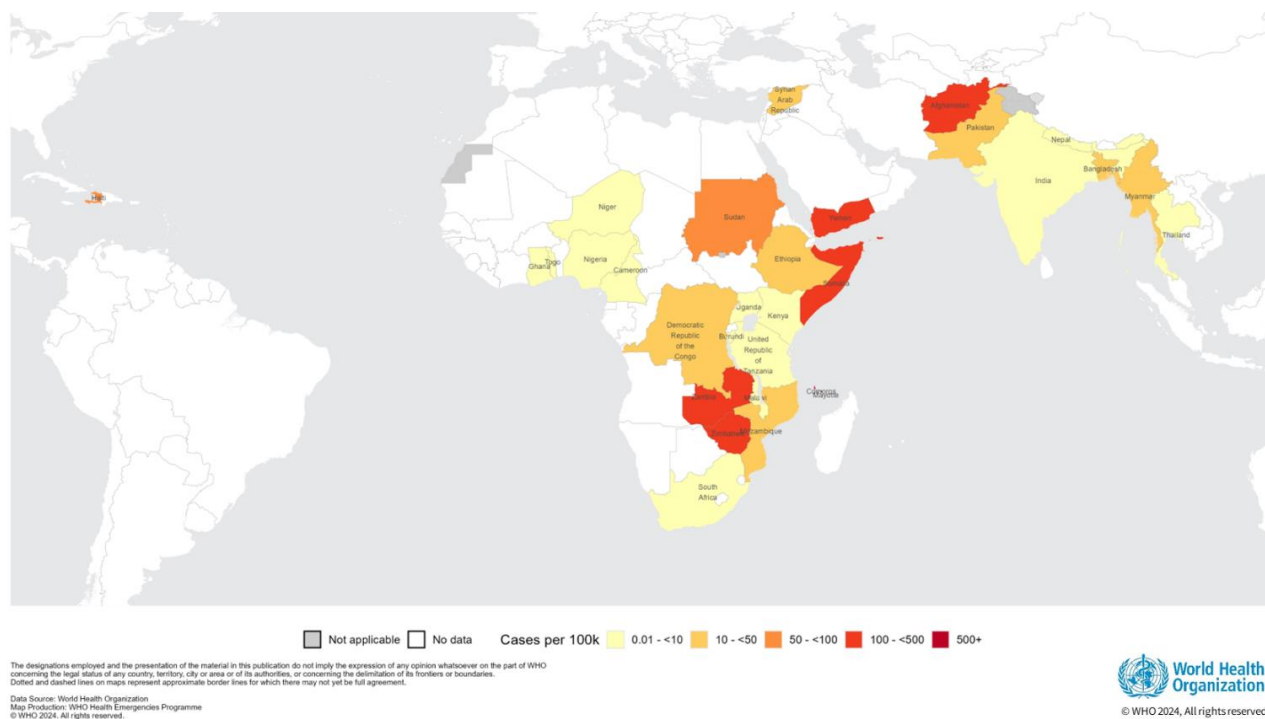 Syrian
Arab
Republic
Afghanistan
Pakistan
Nepal
Bangladesh
India
Myanmar
Thailand
Haiti
Niger
Sudan
Yemen
Ghana
Togo
Nigeria
Cameroon
Ethiopia
Somalia
Uganda
Kenya
Democratic
Republic
of the
Congo
Burundi
United
Republic
of
Tanzania
Zambia
Malawi
Comoros
Mayotte
Zimbabwe
Mozambique
South
Africa
Not applicable
No data
Cases per 100k
0.01 - <10
10 - <50
50 - <100
100 - <500
500+
The designations employed and the presentation of the material in this publication do not imply the expression of any opinion whatsoever on the part of WHO
concerning the legal status of any country, territory, city or area or of its authorities, or concerning the delimitation of its frontiers or boundaries.
Dotted and dashed lines on maps represent approximate border lines for which there may not yet be full agreement.
Data Source: World Health Organization
Map Production: WHO Health Emergencies Programme
© WHO 2024. All rights reserved.
World Health
Organization
© WHO 2024, All rights reserved